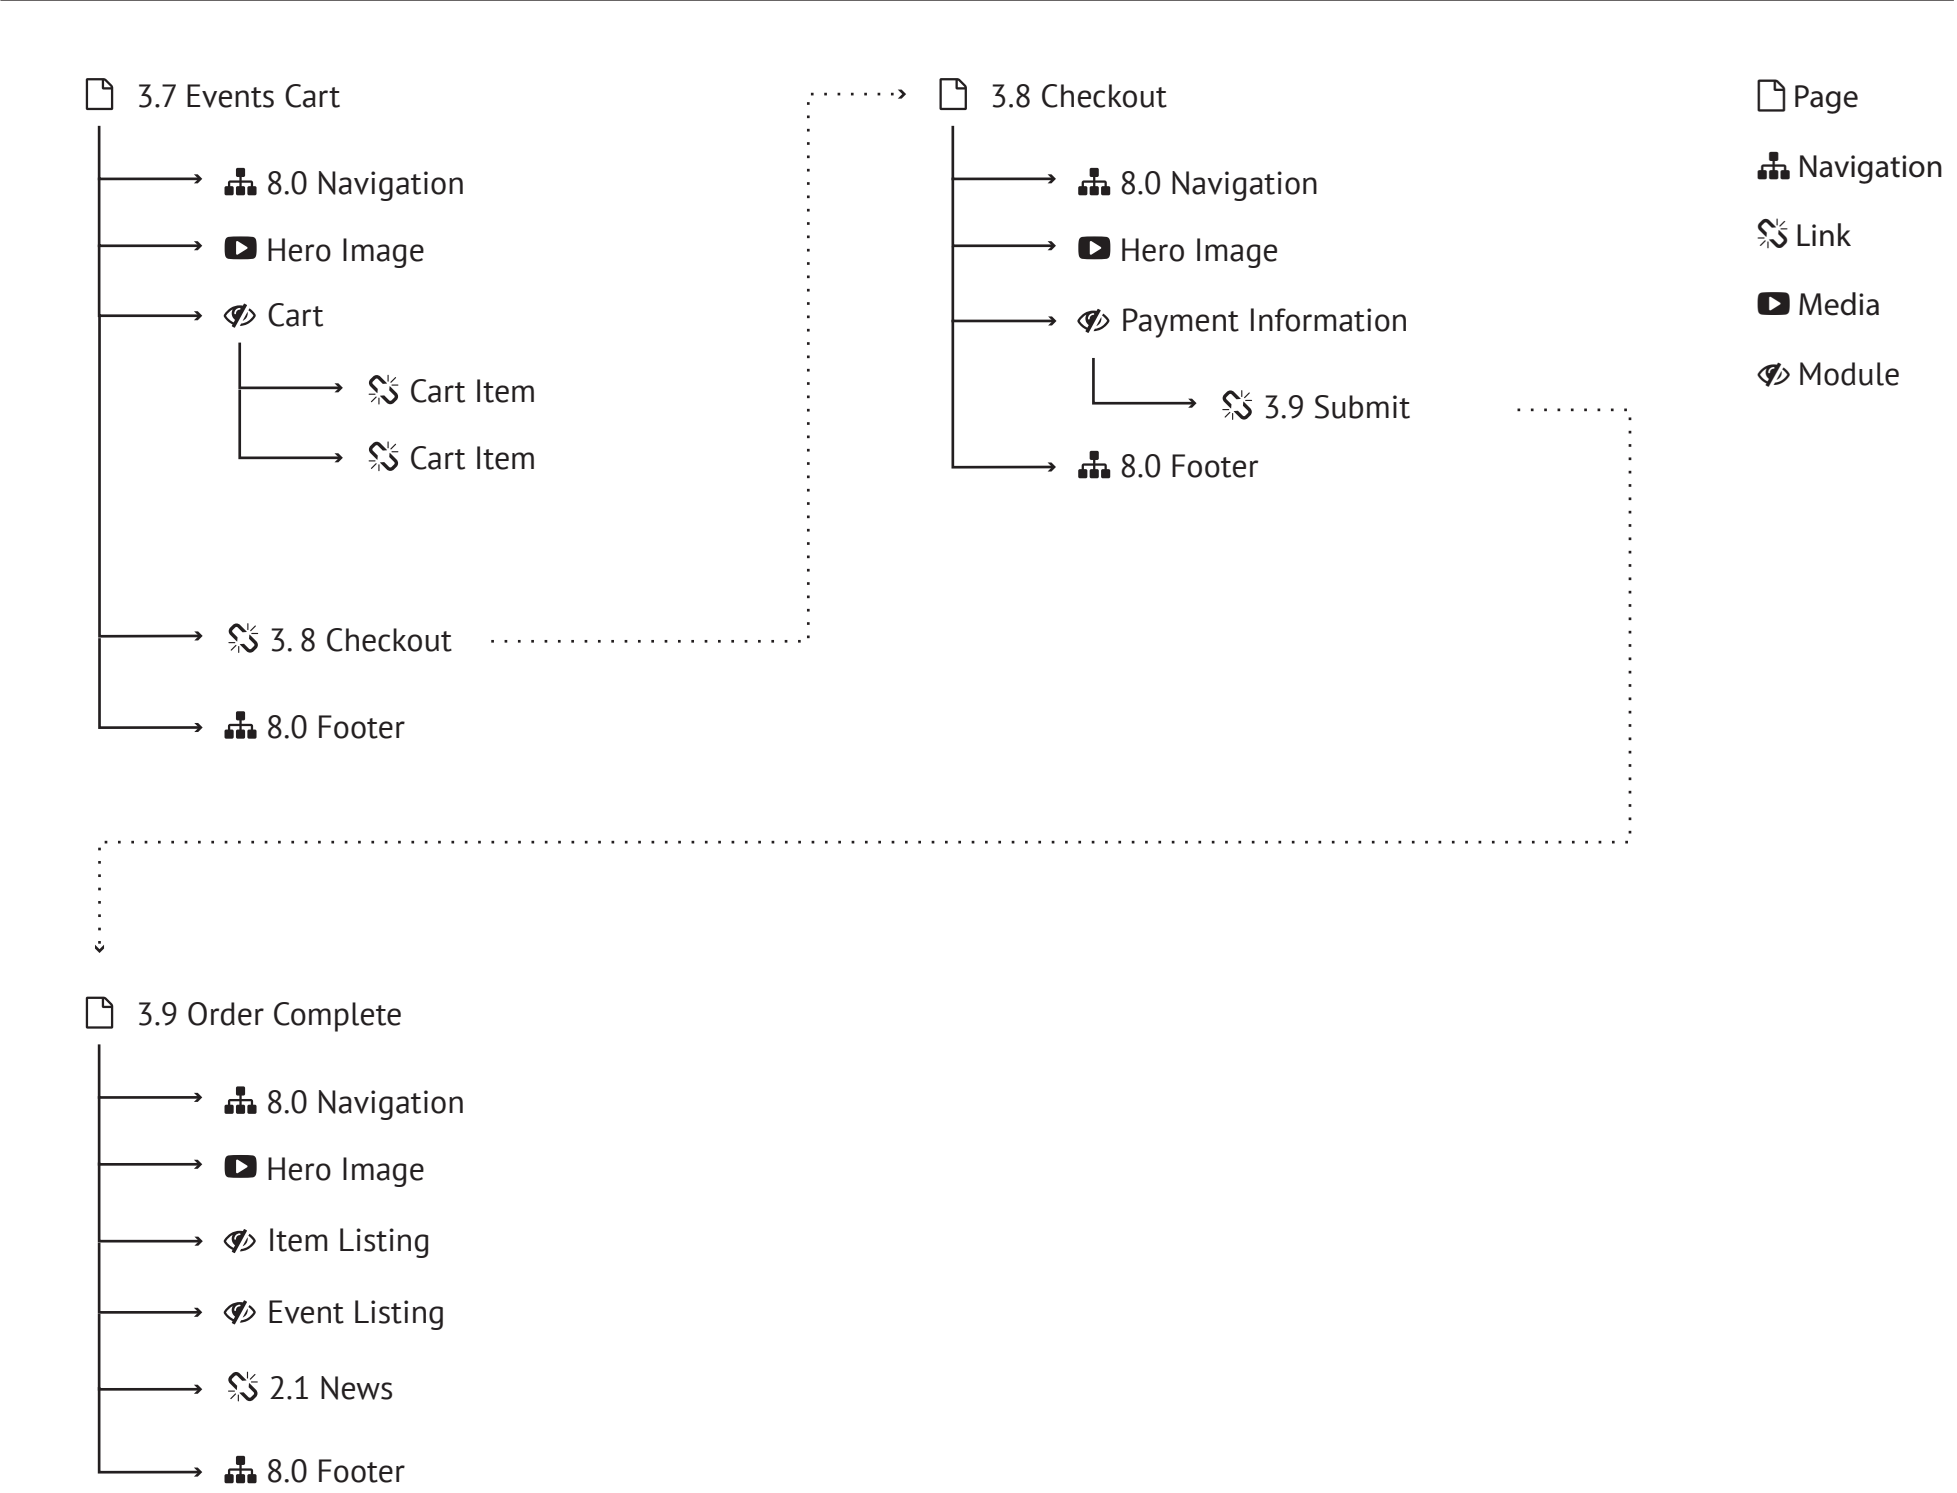 3.7 Events Cart
8.0 Navigation
Hero Image
Cart
Cart Item
Cart Item
3. 8 Checkout
8.0 Footer
3.8 Checkout
8.0 Navigation
Hero Image
Payment Information
3.9 Submit
8.0 Footer
Page
Navigation
Link
Media
Module
3.9 Order Complete
8.0 Navigation
Hero Image
Item Listing
Event Listing
2.1 News
8.0 Footer